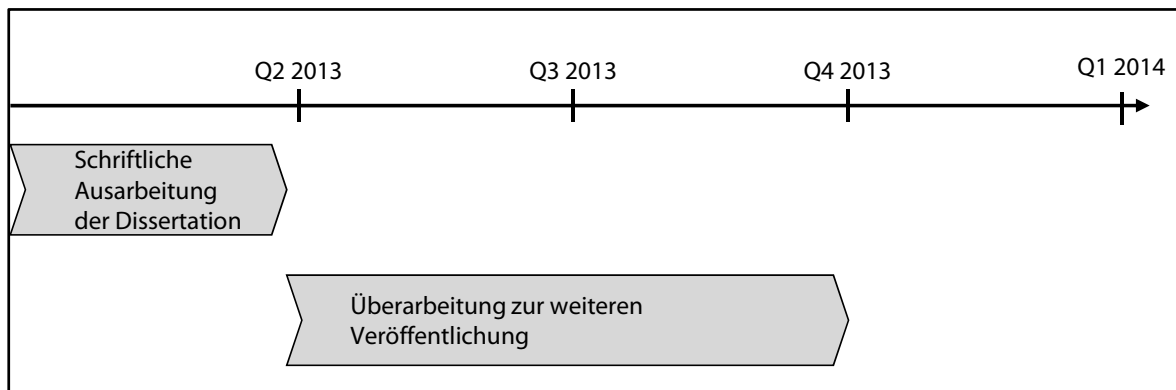 Q2 2013
Q3 2013
Q4 2013
Q1 2014
Schriftliche
Ausarbeitung
der Dissertation
Überarbeitung zur weiteren
Veröffentlichung